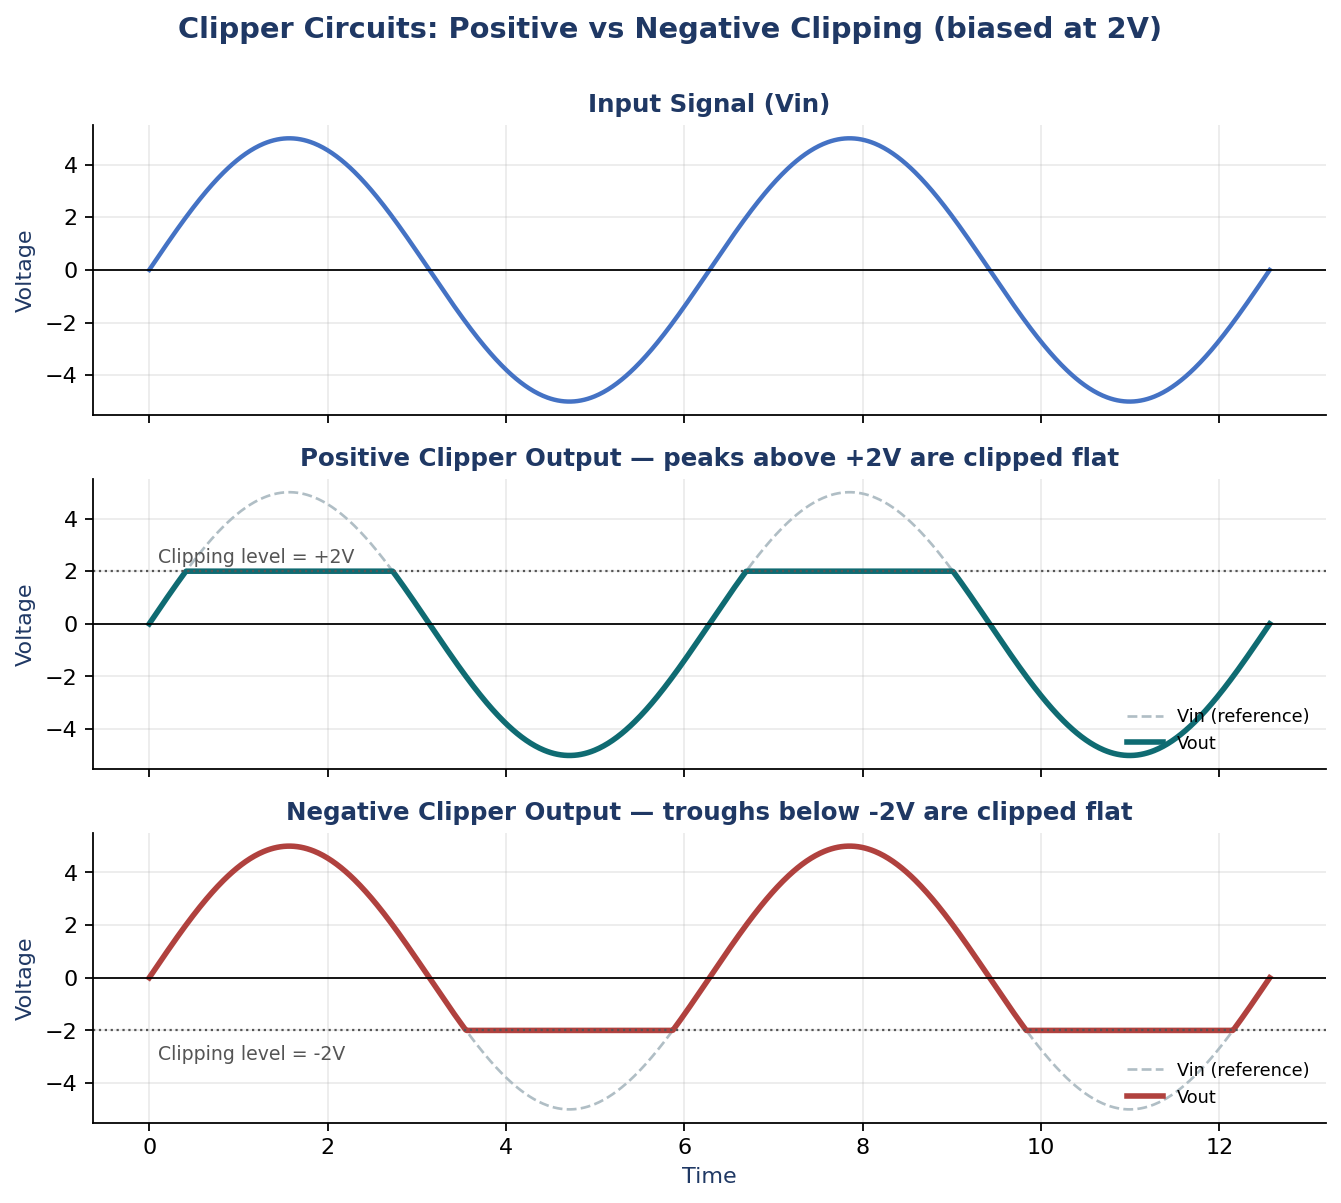 Clipper Circuits: Positive vs Negative Clipping (biased at 2V)
Input Signal (Vin)
4
2
0
−2
−4
Voltage
Positive Clipper Output — peaks above +2V are clipped flat
4
2
0
−2
−4
Voltage
Clipping level = +2V
Vin (reference)
Vout
Negative Clipper Output — troughs below -2V are clipped flat
4
2
0
−2
−4
Voltage
Clipping level = -2V
Vin (reference)
Vout
0 2 4 6 8 10 12
Time